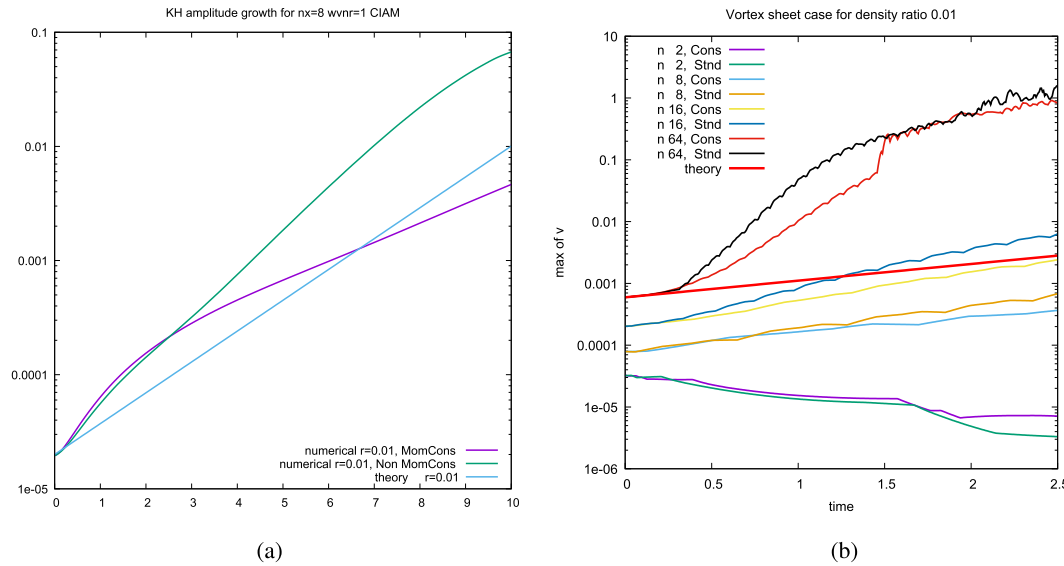 KH amplitude growth for nx=8 wvnr=1 CIAM
0.1
0.01
0.001
0.0001
1e-05
0 1 2 3 4 5 6 7 8 9 10
numerical r=0.01, MomCons
numerical r=0.01, Non MomCons
theory r=0.01
(a)
Vortex sheet case for density ratio 0.01
10
1
0.1
0.01
0.001
0.0001
1e-05
1e-06
max of v
n 2, Cons
n 2, Stnd
n 8, Cons
n 8, Stnd
n 16, Cons
n 16, Stnd
n 64, Cons
n 64, Stnd
theory
0 0.5 1 1.5 2 2.5
time
(b)